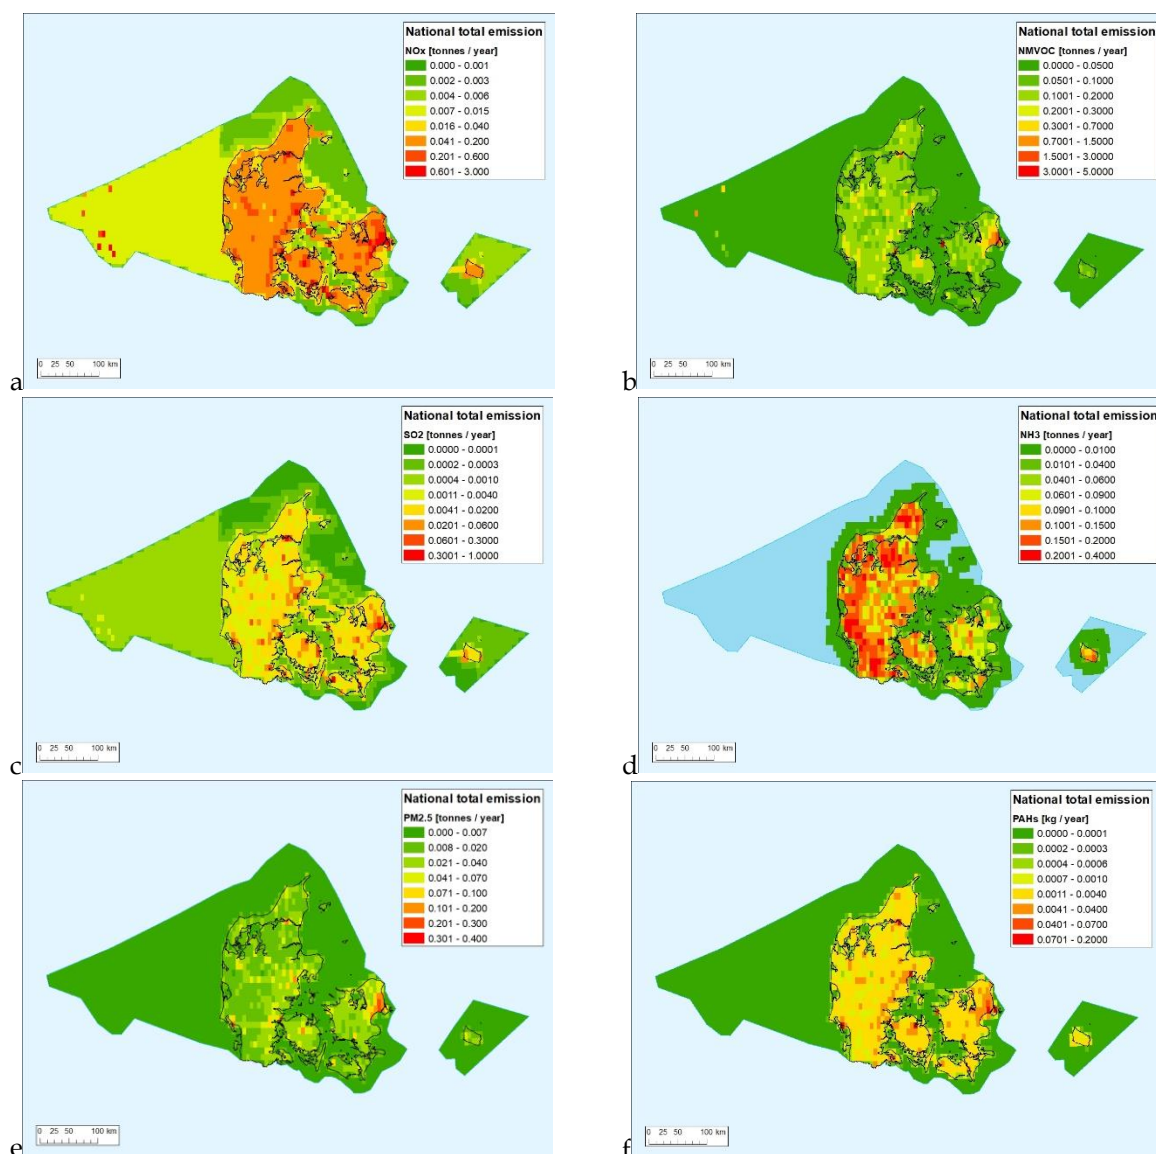 National total emission
NOx [tonnes / year]
0.000 - 0.001
0.002 - 0.003
0.004 - 0.006
0.007 - 0.015
0.016 - 0.040
0.041 - 0.200
0.201 - 0.600
0.601 - 3.000
0 25 50 100 km
a
National total emission
NMVOC [tonnes / year]
0.0000 - 0.0500
0.0501 - 0.1000
0.1001 - 0.2000
0.2001 - 0.3000
0.3001 - 0.7000
0.7001 - 1.5000
1.5001 - 3.0000
3.0001 - 5.0000
0 25 50 100 km
b
National total emission
SO2 [tonnes / year]
0.0000 - 0.0001
0.0002 - 0.0003
0.0004 - 0.0010
0.0011 - 0.0040
0.0041 - 0.0200
0.0201 - 0.0600
0.0601 - 0.3000
0.3001 - 1.0000
0 25 50 100 km
c
National total emission
NH3 [tonnes / year]
0.0000 - 0.0100
0.0101 - 0.0400
0.0401 - 0.0600
0.0601 - 0.0900
0.0901 - 0.1000
0.1001 - 0.1500
0.1501 - 0.2000
0.2001 - 0.4000
0 25 50 100 km
d
National total emission
PM2.5 [tonnes / year]
0.000 - 0.007
0.008 - 0.020
0.021 - 0.040
0.041 - 0.070
0.071 - 0.100
0.101 - 0.200
0.201 - 0.300
0.301 - 0.400
0 25 50 100 km
e
National total emission
PAHs [kg / year]
0.0000 - 0.0001
0.0002 - 0.0003
0.0004 - 0.0006
0.0007 - 0.0010
0.0011 - 0.0040
0.0041 - 0.0400
0.0401 - 0.0700
0.0701 - 0.2000
0 25 50 100 km
f